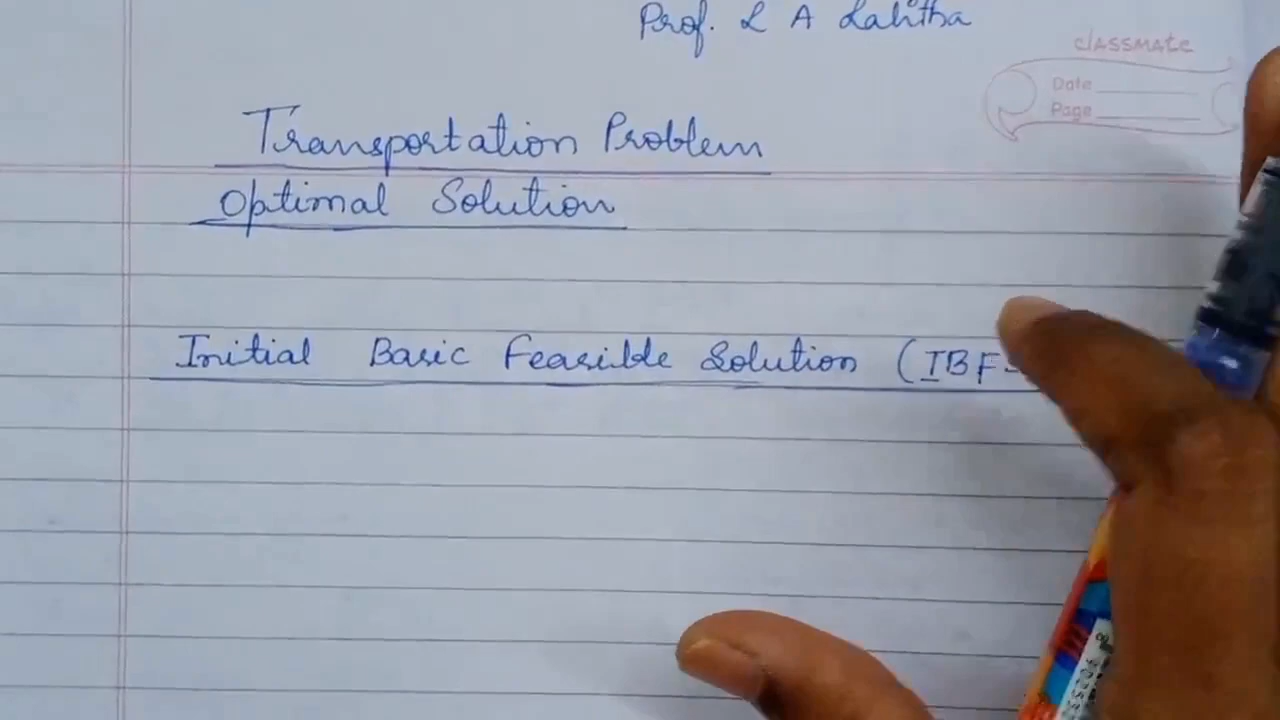 Prof. L A Lalitha
classmate
Date
Page
Transportation Problem
Optimal Solution
Initial Basic Feasible Solution (IBF